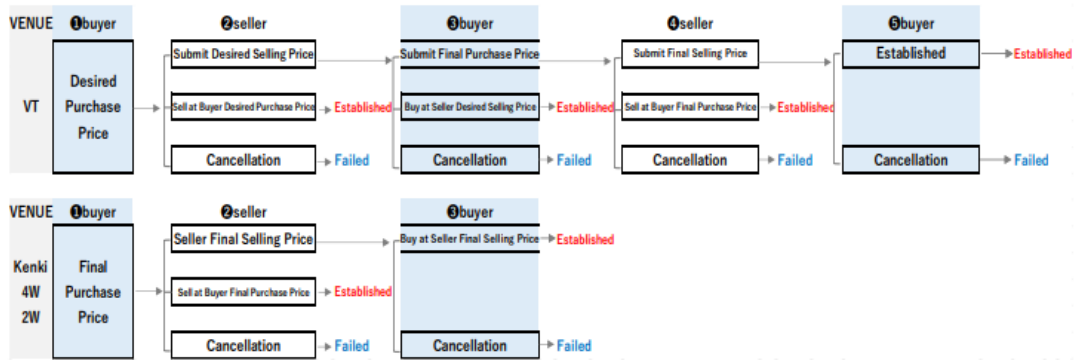 VENUE ❶buyer ❷seller ❸buyer ❹seller ❺buyer
Submit Desired Selling Price Submit Final Purchase Price Submit Final Selling Price Established Established
Desired
VT Purchase Sell at Buyer Desired Purchase Price Established Buy at Seller Desired Selling Price Established Sell at Buyer Final Purchase Price Established
Price
Cancellation Failed Cancellation Failed Cancellation Failed Cancellation Failed
VENUE ❶buyer ❷seller ❸buyer
Seller Final Selling Price Buy at Seller Final Selling Price Established
Kenki Final
4W Purchase Sell at Buyer Final Purchase Price Established
2W Price
Cancellation Failed Cancellation Failed